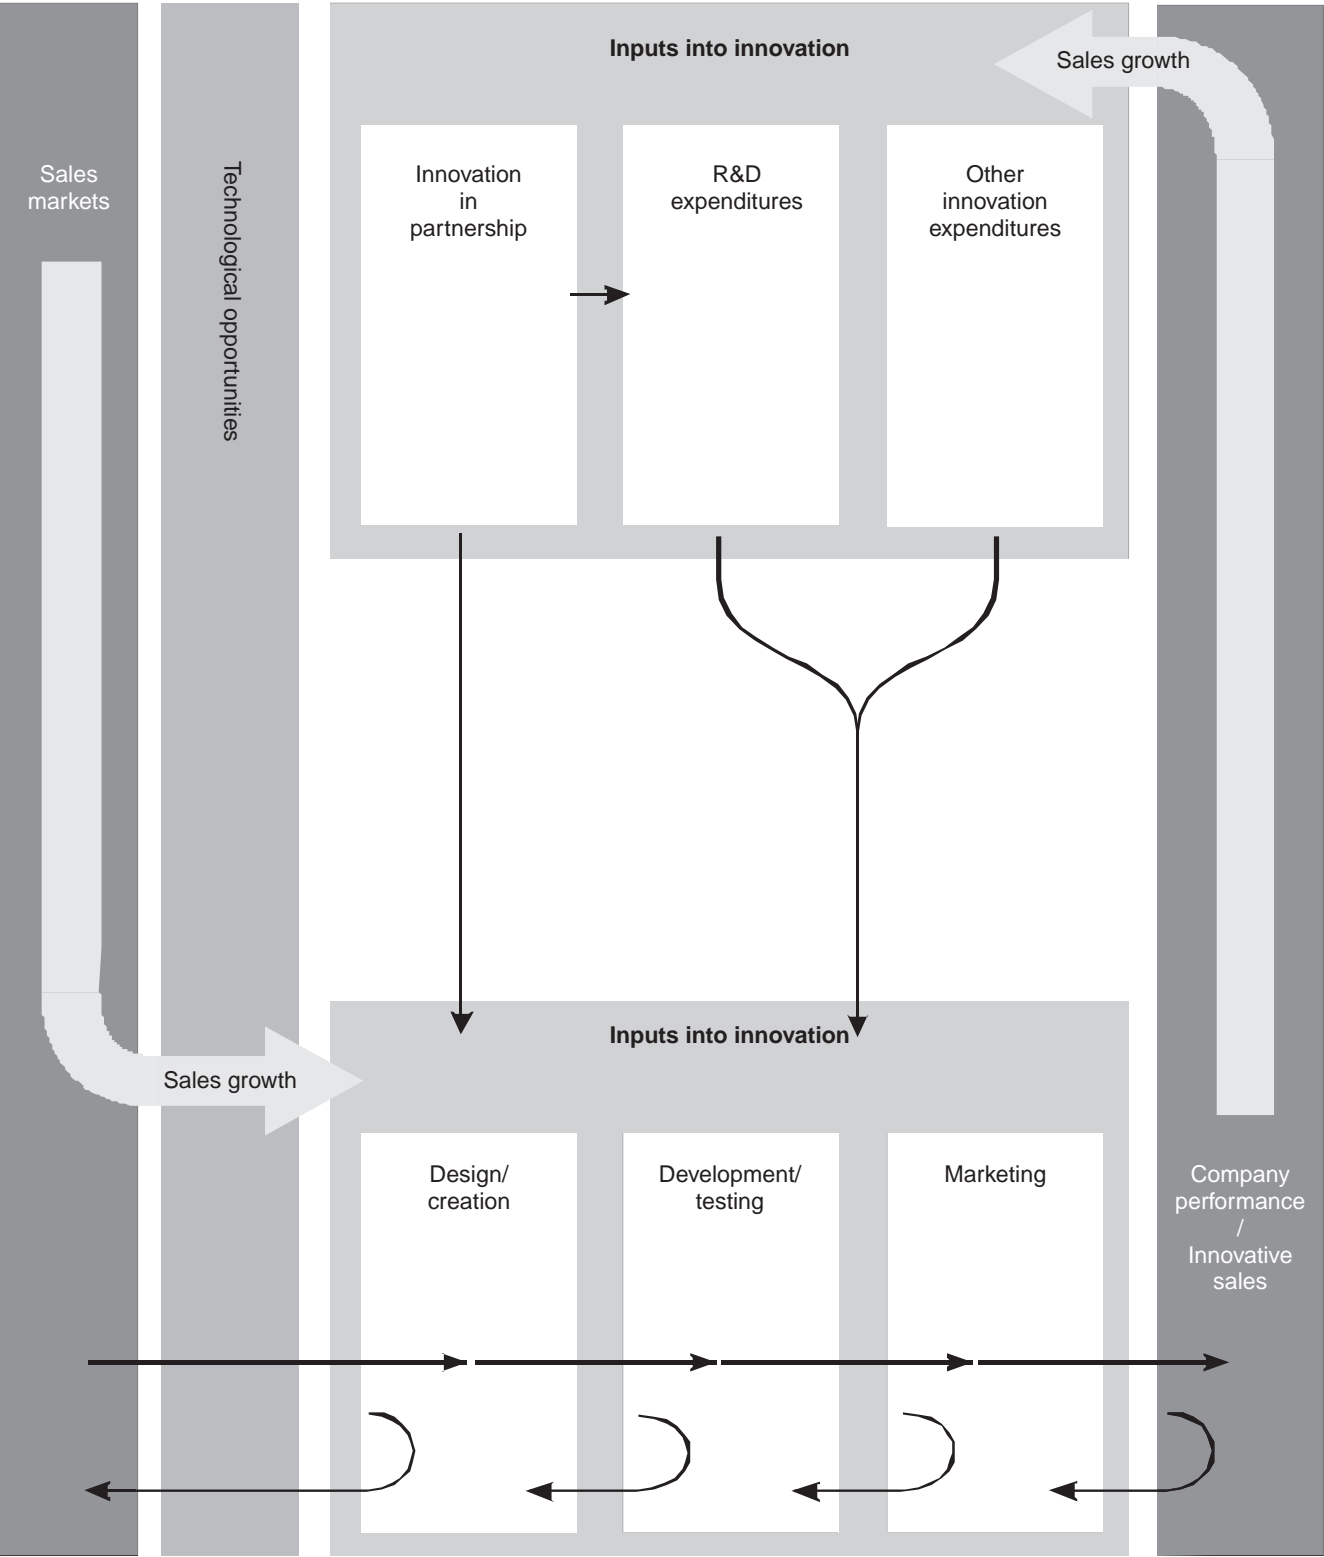 Inputs into innovation
Sales growth
Sales
markets
Technological opportunities
Innovation
in
partnership
R&D
expenditures
Other
innovation
expenditures
Inputs into innovation
Sales growth
Design/
creation
Development/
testing
Marketing
Company
performance
/
Innovative
sales